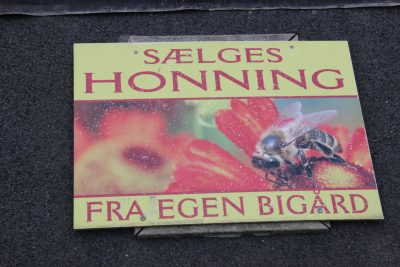 SÆLGES
HONNING
FRA EGEN BIGÅRD